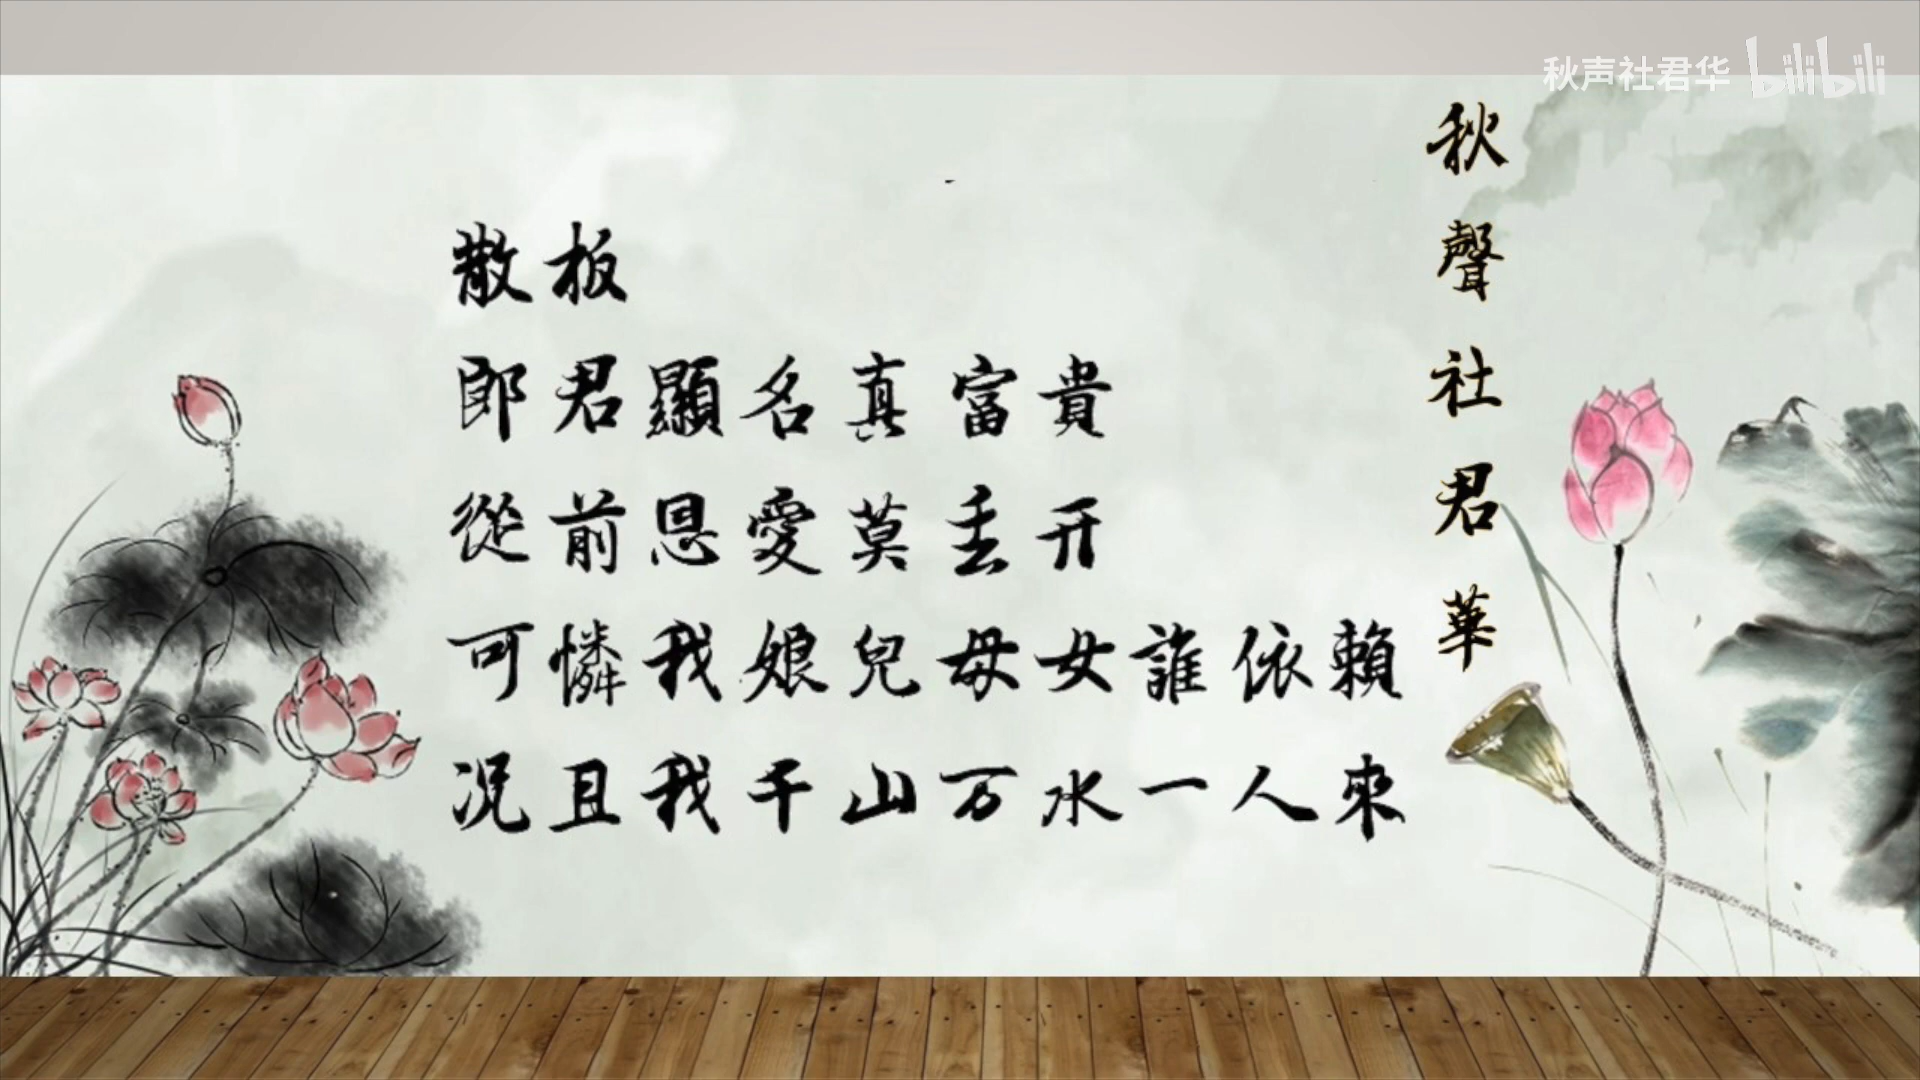 秋声社君华 bilibili
秋聲社君華
散板
郎君顯名真富貴
從前恩愛莫丢开
可憐我娘兒母女誰依賴
况且我千山万水一人來